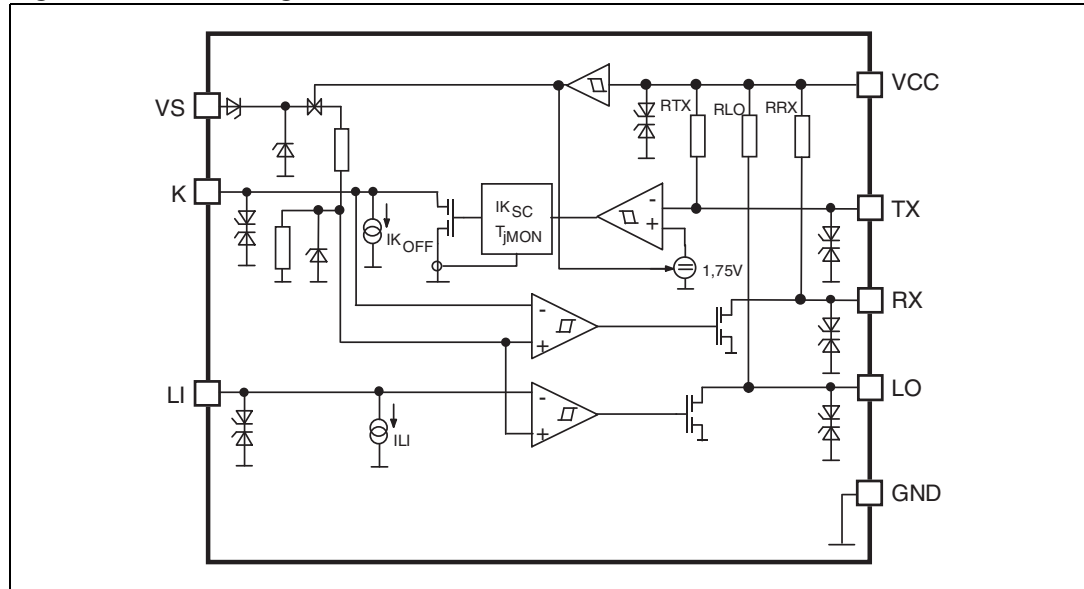 VS
VCC
RTX
RLO
RRX
K
IKSC
TjMON
-
+
TX
IKOFF
1,75V
-
+
RX
LI
-
+
LO
ILI
GND